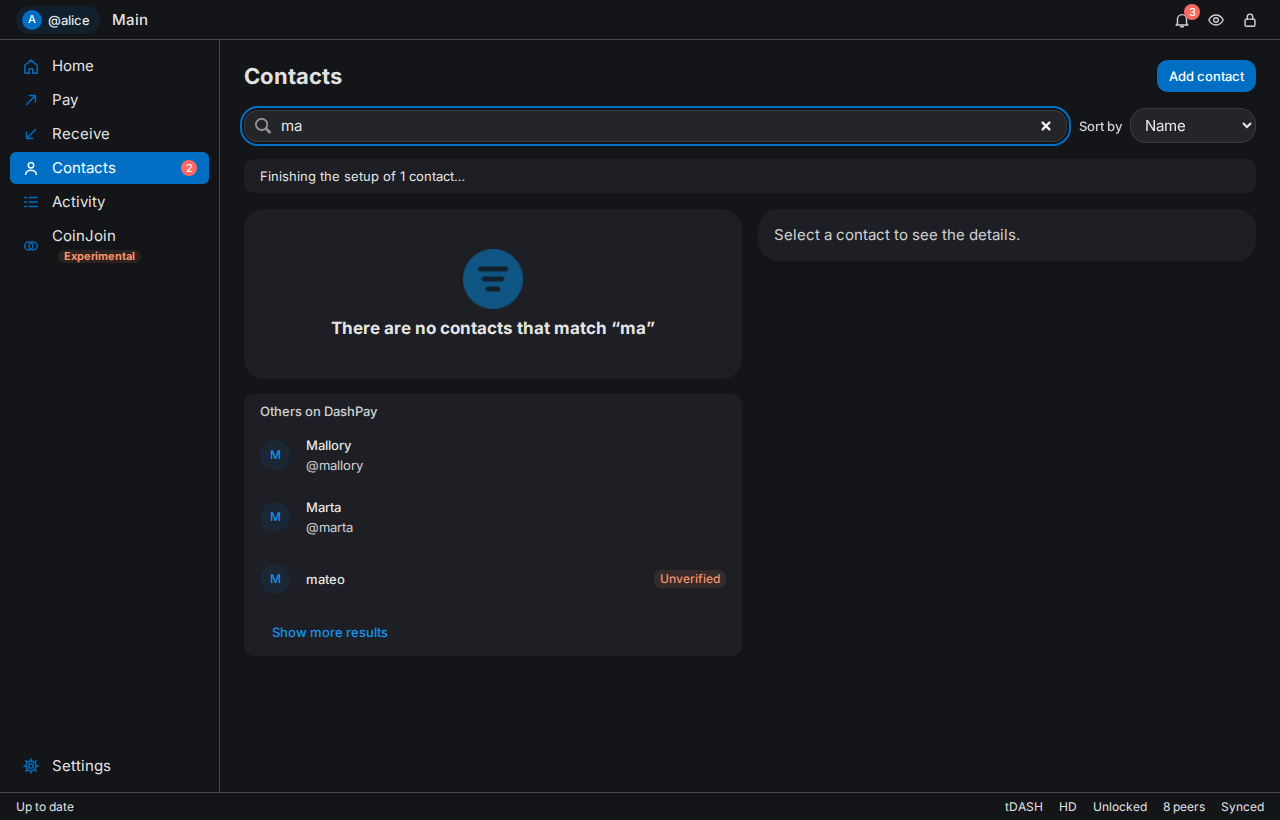 A @alice Main 3
Home
Pay
Receive
Contacts 2
Activity
CoinJoin
Experimental
Settings
Contacts
Add contact
ma
Sort by Name
Finishing the setup of 1 contact...
There are no contacts that match “ma”
Select a contact to see the details.
Others on DashPay
M Mallory
@mallory
M Marta
@marta
M mateo Unverified
Show more results
Up to date tDASH HD Unlocked 8 peers Synced